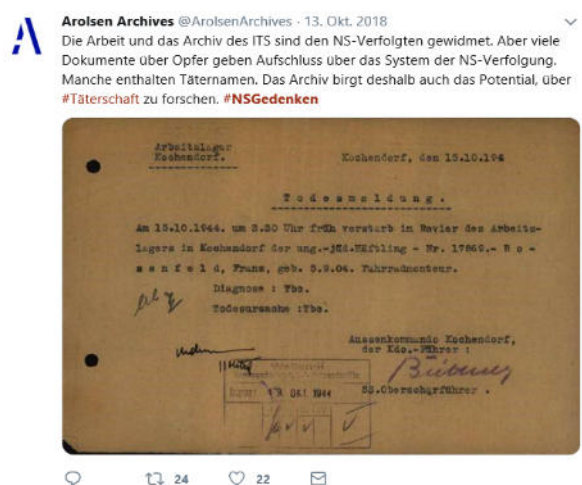 Arolsen Archives @ArolsenArchives · 13. Okt. 2018
Die Arbeit und das Archiv des ITS sind den NS-Verfolgten gewidmet. Aber viele
Dokumente über Opfer geben Aufschluss über das System der NS-Verfolgung.
Manche enthalten Täternamen. Das Archiv birgt deshalb auch das Potential, über
#Täterschaft zu forschen. #NSGedenken
Arbeitslager
Kochendorf.
Kochendorf, den 15.10.194
Todesmeldung.
Am 15.10.1944. um 3.30 Uhr früh verstarb im Revier des Arbeits-
lagers in Kochendorf der ung.-jüd.Häftling - Nr. 17869.- Ro -
senfeld, Franz, geb. 5.9.04. Fahrradmonteur.
Diagnose : Tbc.
Todesursache :Tbc.
Aussenkommando Kochendorf,
der Kdo.-Führer :
OKT 1944
SS.Oberscharführer .
24
22